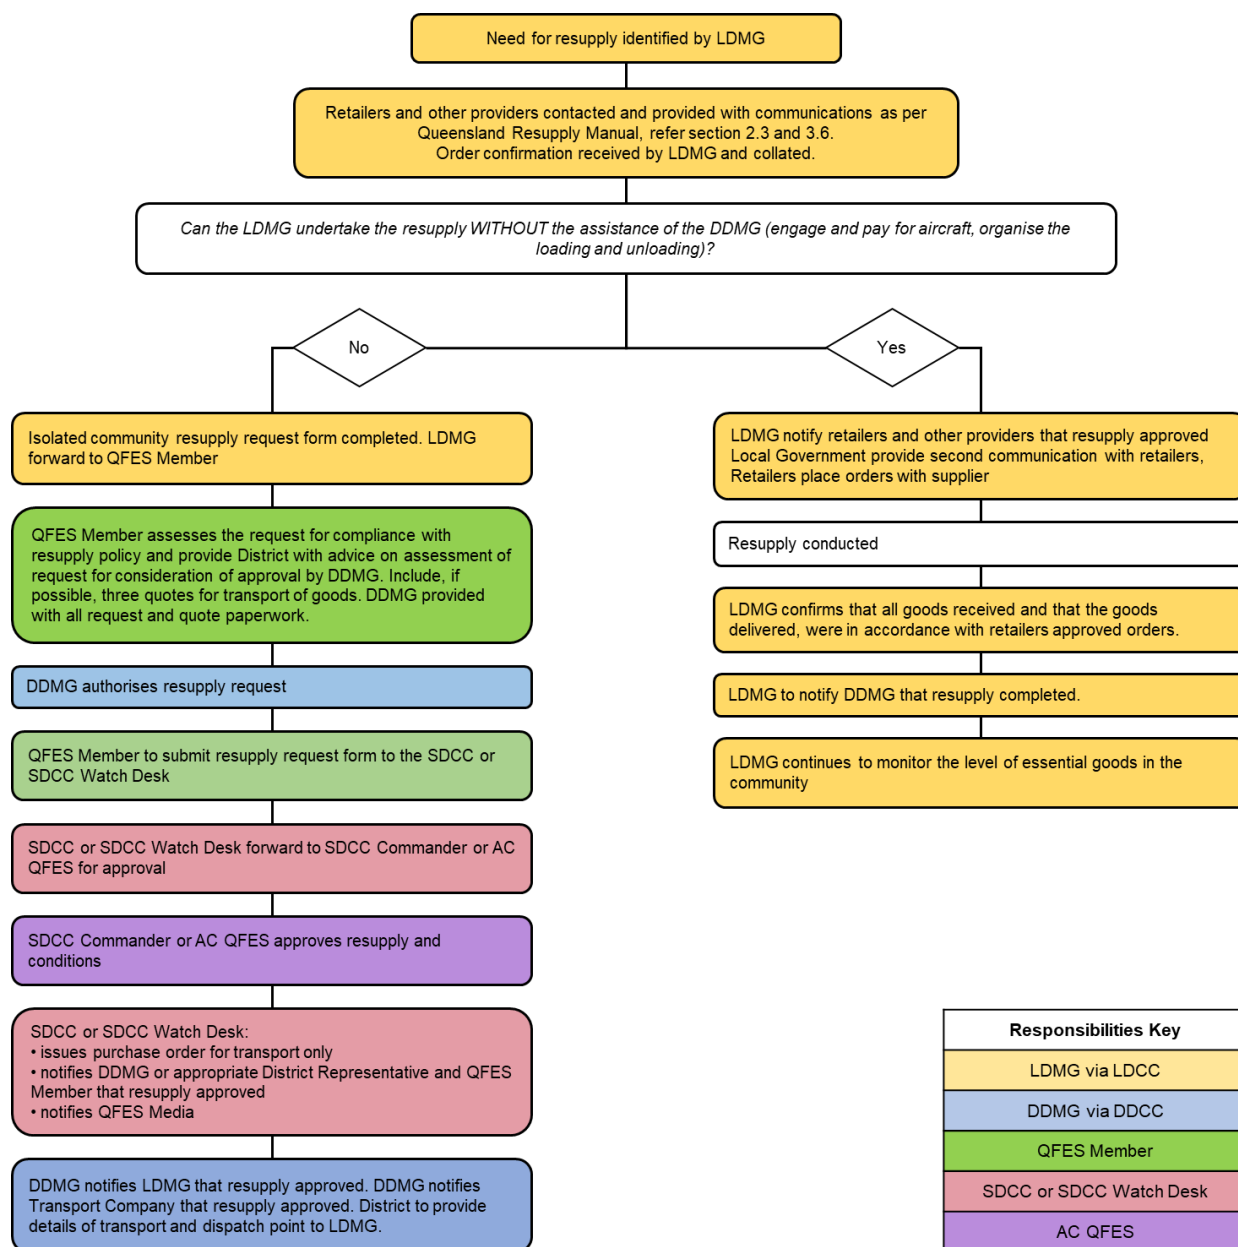 Need for resupply identified by LDMG
Retailers and other providers contacted and provided with communications as per
Queensland Resupply Manual, refer section 2.3 and 3.6.
Order confirmation received by LDMG and collated.
Can the LDMG undertake the resupply WITHOUT the assistance of the DDMG (engage and pay for aircraft, organise the
loading and unloading)?
No
Yes
Isolated community resupply request form completed. LDMG
forward to QFES Member
QFES Member assesses the request for compliance with
resupply policy and provide District with advice on assessment of
request for consideration of approval by DDMG. Include, if
possible, three quotes for transport of goods. DDMG provided
with all request and quote paperwork.
DDMG authorises resupply request
QFES Member to submit resupply request form to the SDCC or
SDCC Watch Desk
SDCC or SDCC Watch Desk forward to SDCC Commander or AC
QFES for approval
SDCC Commander or AC QFES approves resupply and
conditions
SDCC or SDCC Watch Desk:
• issues purchase order for transport only
• notifies DDMG or appropriate District Representative and QFES
Member that resupply approved
• notifies QFES Media
DDMG notifies LDMG that resupply approved. DDMG notifies
Transport Company that resupply approved. District to provide
details of transport and dispatch point to LDMG.
LDMG notify retailers and other providers that resupply approved
Local Government provide second communication with retailers,
Retailers place orders with supplier
Resupply conducted
LDMG confirms that all goods received and that the goods
delivered, were in accordance with retailers approved orders.
LDMG to notify DDMG that resupply completed.
LDMG continues to monitor the level of essential goods in the
community
Responsibilities Key
LDMG via LDCC
DDMG via DDCC
QFES Member
SDCC or SDCC Watch Desk
AC QFES